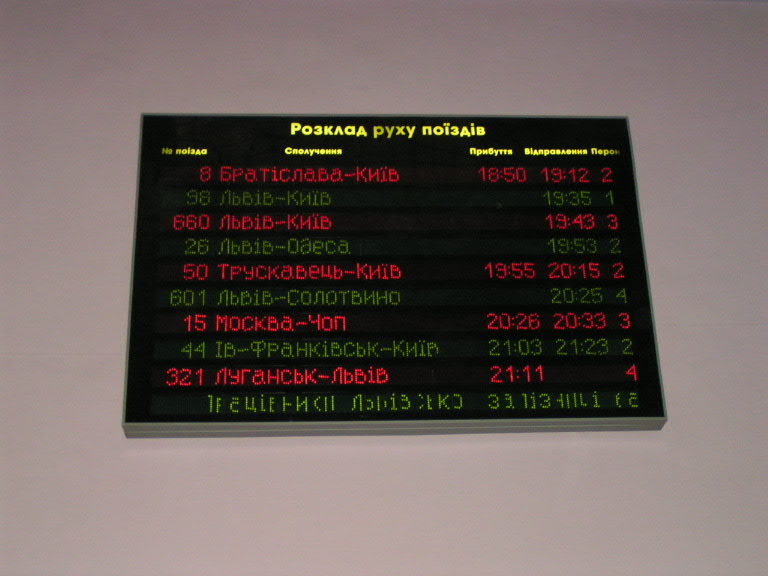 Розклад руху поїздів
№ поїзда Сполучення Прибуття Відправлення Перон
8 Братіслава-Київ 18:50 19:12 2
98 Львів-Київ 19:35 1
660 Львів-Київ 19:43 3
26 Львів-Одеса 19:53 2
50 Трускавець-Київ 19:55 20:15 2
601 Львів-Солотвино 20:25 4
15 Москва-Чоп 20:26 20:33 3
44 Ів-Франківськ-Київ 21:03 21:23 2
321 Луганськ-Львів 21:11 4